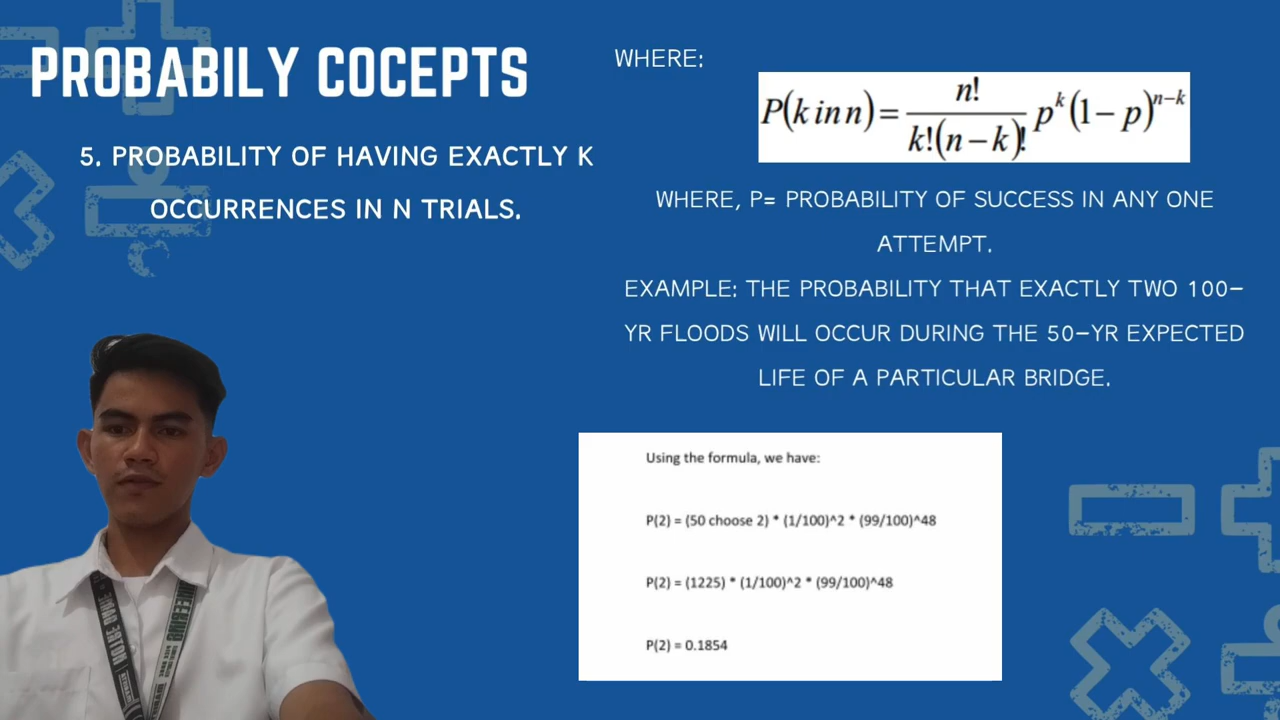 PROBABILY COCEPTS
5. PROBABILITY OF HAVING EXACTLY K
OCCURRENCES IN N TRIALS.
WHERE:
P(k in n) = n! / k!(n-k)! p^k (1-p)^n-k
WHERE, P= PROBABILITY OF SUCCESS IN ANY ONE
ATTEMPT.
EXAMPLE: THE PROBABILITY THAT EXACTLY TWO 100-
YR FLOODS WILL OCCUR DURING THE 50-YR EXPECTED
LIFE OF A PARTICULAR BRIDGE.
Using the formula, we have:
P(2) = (50 choose 2) * (1/100)^2 * (99/100)^48
P(2) = (1225) * (1/100)^2 * (99/100)^48
P(2) = 0.1854